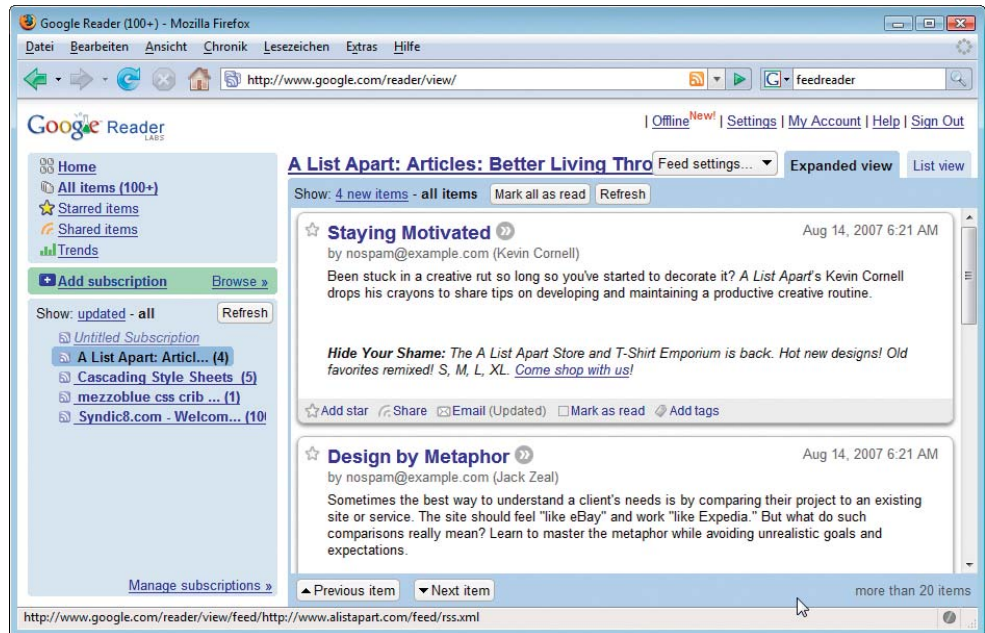 Google Reader (100+) - Mozilla Firefox
Datei Bearbeiten Ansicht Chronik Lesezeichen Extras Hilfe
http://www.google.com/reader/view/
G feedreader
Google Reader
LABS
| Offline New! | Settings | My Account | Help | Sign Out
Home
All items (100+)
Starred items
Shared items
Trends
Add subscription Browse »
Show: updated - all Refresh
Untitled Subscription
A List Apart: Articl... (4)
Cascading Style Sheets (5)
mezzoblue css crib ... (1)
Syndic8.com - Welcom... (10
Manage subscriptions »
A List Apart: Articles: Better Living Thro Feed settings... Expanded view List view
Show: 4 new items - all items Mark all as read Refresh
Staying Motivated Aug 14, 2007 6:21 AM
by nospam@example.com (Kevin Cornell)
Been stuck in a creative rut so long so you've started to decorate it? A List Apart's Kevin Cornell
drops his crayons to share tips on developing and maintaining a productive creative routine.
Hide Your Shame: The A List Apart Store and T-Shirt Emporium is back. Hot new designs! Old
favorites remixed! S, M, L, XL. Come shop with us!
Add star Share Email (Updated) Mark as read Add tags
Design by Metaphor Aug 14, 2007 6:21 AM
by nospam@example.com (Jack Zeal)
Sometimes the best way to understand a client's needs is by comparing their project to an existing
site or service. The site should feel "like eBay" and work "like Expedia." But what do such
comparisons really mean? Learn to master the metaphor while avoiding unrealistic goals and
expectations.
Previous item Next item more than 20 items
http://www.google.com/reader/view/feed/http://www.alistapart.com/feed/rss.xml